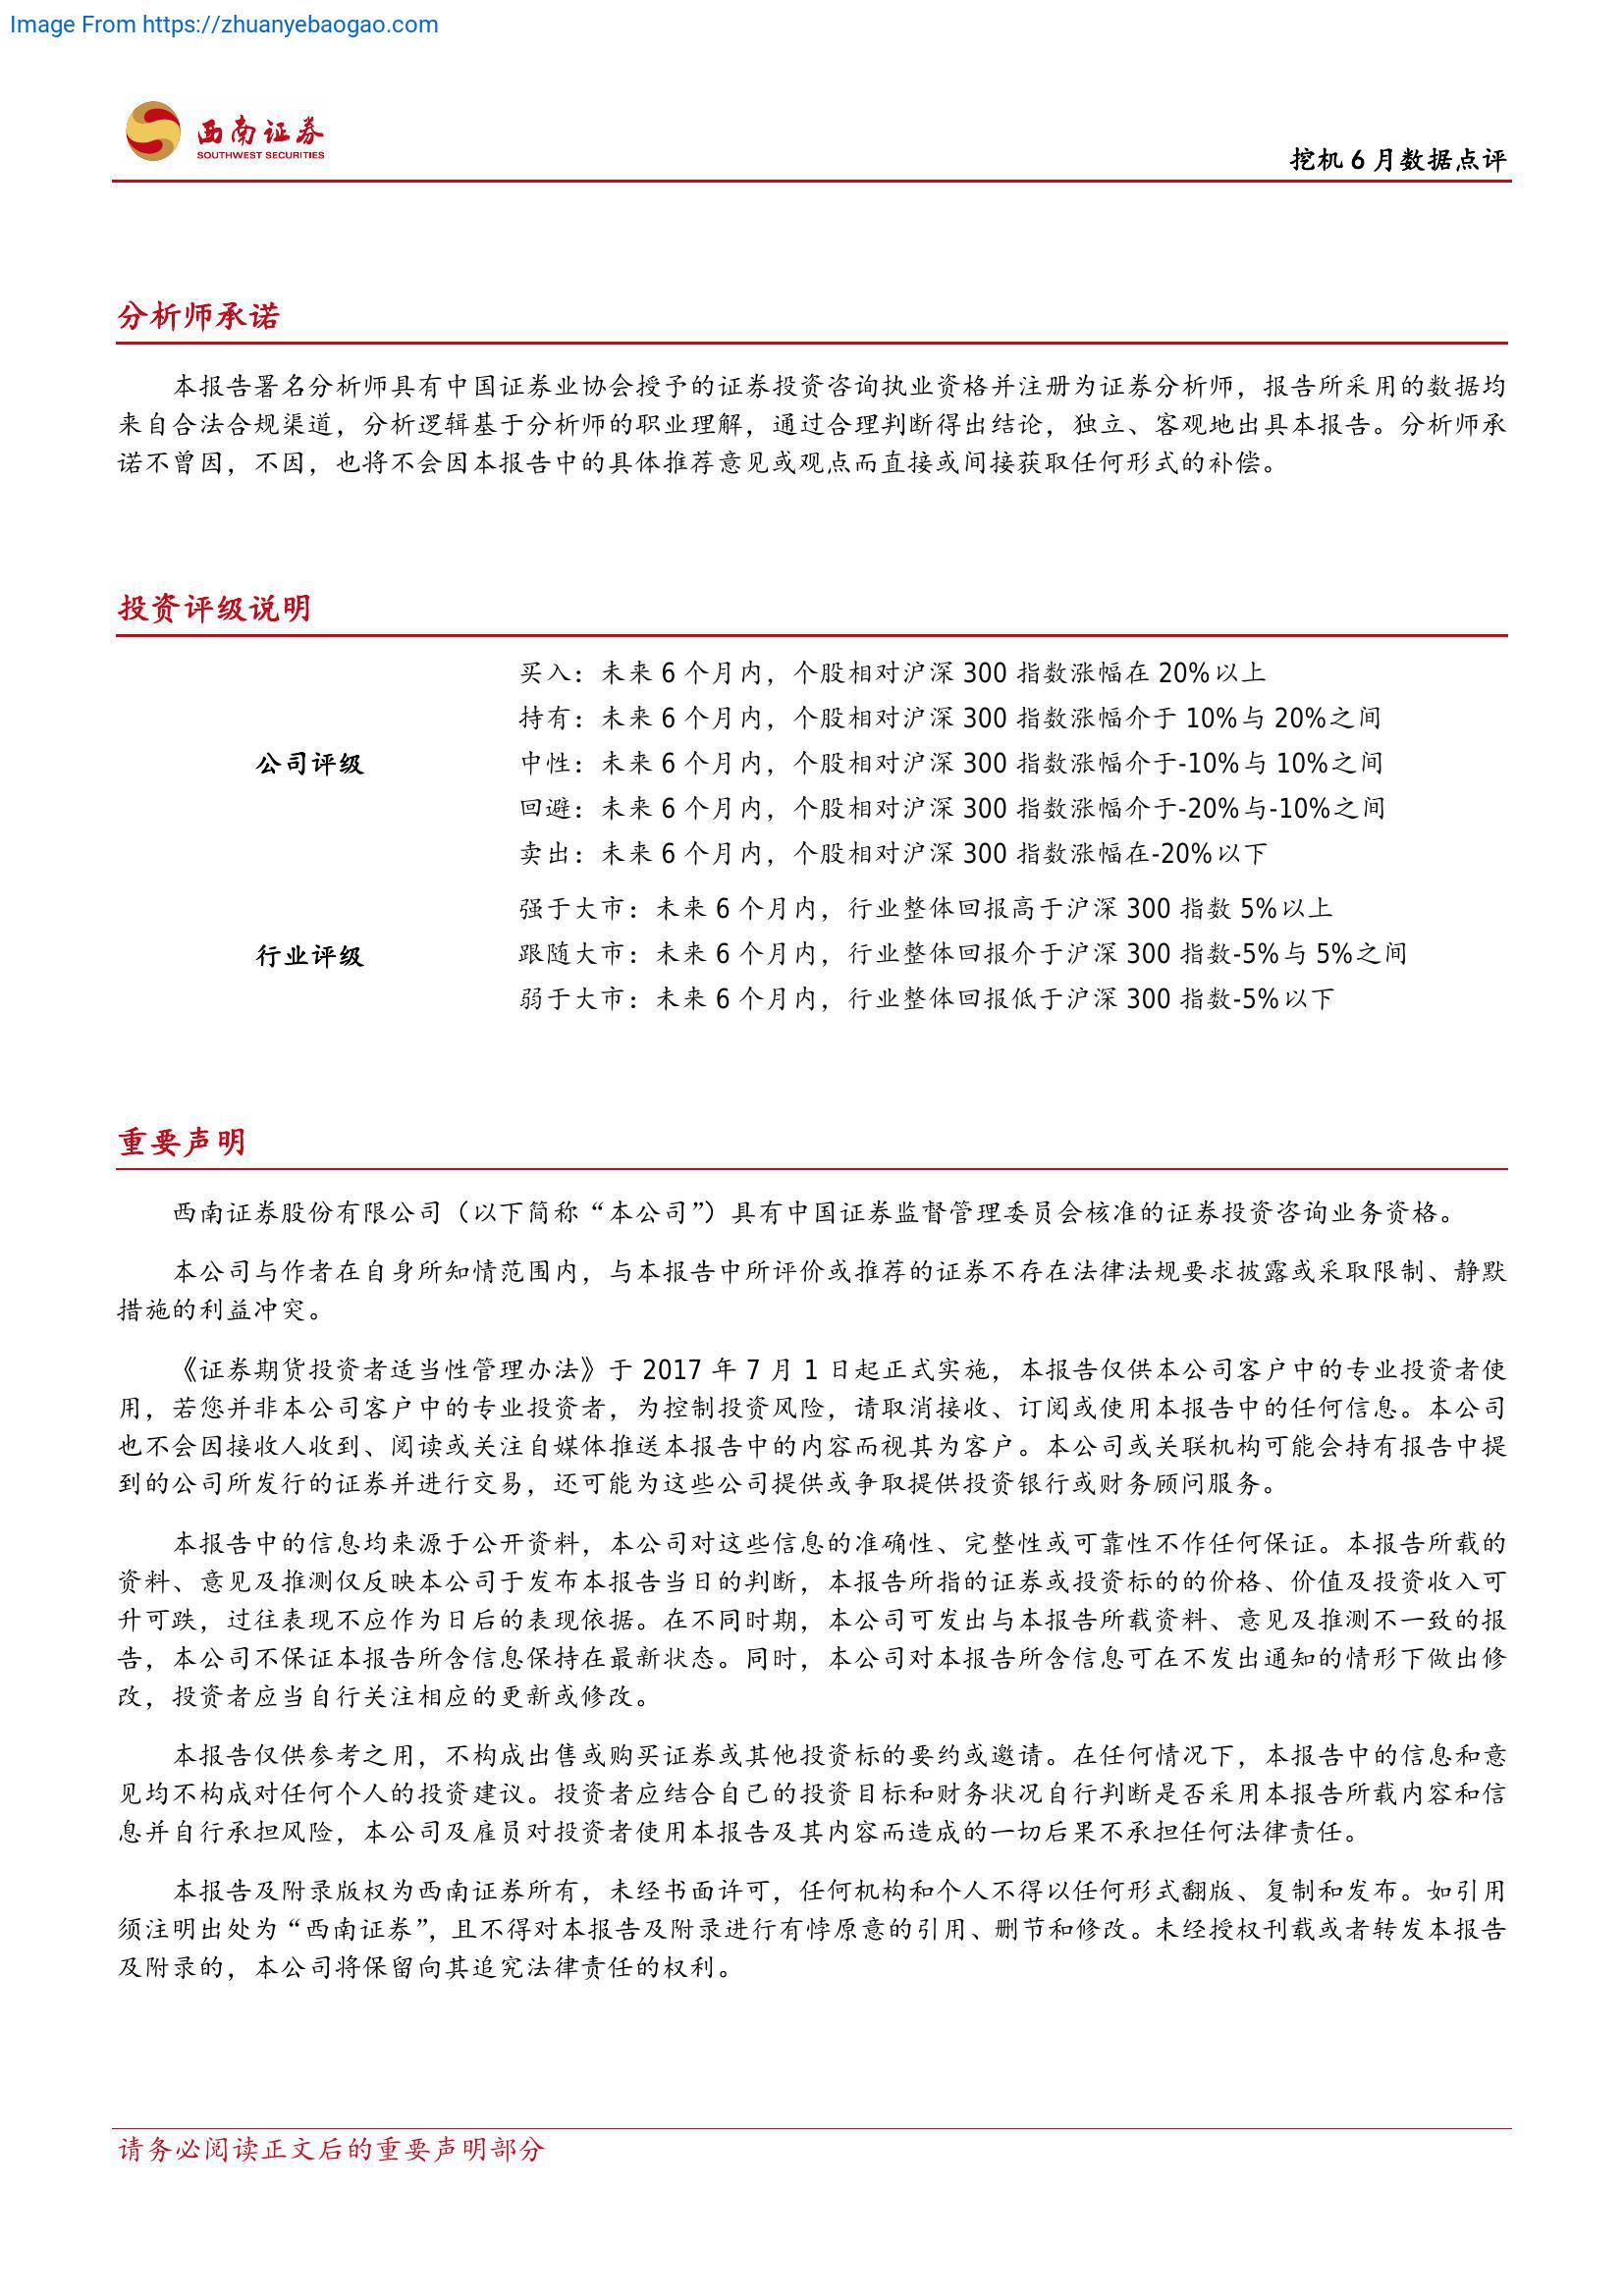 Image From https://zhuanyebaogao.com
西南证券
SOUTHWEST SECURITIES
挖机 6 月数据点评
分析师承诺
本报告署名分析师具有中国证券业协会授予的证券投资咨询执业资格并注册为证券分析师，报告所采用的数据均
来自合法合规渠道，分析逻辑基于分析师的职业理解，通过合理判断得出结论，独立、客观地出具本报告。分析师承
诺不曾因，不因，也将不会因本报告中的具体推荐意见或观点而直接或间接获取任何形式的补偿。
投资评级说明
公司评级
买入：未来 6 个月内，个股相对沪深 300 指数涨幅在 20%以上
持有：未来 6 个月内，个股相对沪深 300 指数涨幅介于 10%与 20%之间
中性：未来 6 个月内，个股相对沪深 300 指数涨幅介于-10%与 10%之间
回避：未来 6 个月内，个股相对沪深 300 指数涨幅介于-20%与-10%之间
卖出：未来 6 个月内，个股相对沪深 300 指数涨幅在-20%以下
行业评级
强于大市：未来 6 个月内，行业整体回报高于沪深 300 指数 5%以上
跟随大市：未来 6 个月内，行业整体回报介于沪深 300 指数-5%与 5%之间
弱于大市：未来 6 个月内，行业整体回报低于沪深 300 指数-5%以下
重要声明
西南证券股份有限公司（以下简称“本公司”）具有中国证券监督管理委员会核准的证券投资咨询业务资格。
本公司与作者在自身所知情范围内，与本报告中所评价或推荐的证券不存在法律法规要求披露或采取限制、静默
措施的利益冲突。
《证券期货投资者适当性管理办法》于 2017 年 7 月 1 日起正式实施，本报告仅供本公司客户中的专业投资者使
用，若您并非本公司客户中的专业投资者，为控制投资风险，请取消接收、订阅或使用本报告中的任何信息。本公司
也不会因接收人收到、阅读或关注自媒体推送本报告中的内容而视其为客户。本公司或关联机构可能会持有报告中提
到的公司所发行的证券并进行交易，还可能为这些公司提供或争取提供投资银行或财务顾问服务。
本报告中的信息均来源于公开资料，本公司对这些信息的准确性、完整性或可靠性不作任何保证。本报告所载的
资料、意见及推测仅反映本公司于发布本报告当日的判断，本报告所指的证券或投资标的的价格、价值及投资收入可
升可跌，过往表现不应作为日后的表现依据。在不同时期，本公司可发出与本报告所载资料、意见及推测不一致的报
告，本公司不保证本报告所含信息保持在最新状态。同时，本公司对本报告所含信息可在不发出通知的情形下做出修
改，投资者应当自行关注相应的更新或修改。
本报告仅供参考之用，不构成出售或购买证券或其他投资标的要约或邀请。在任何情况下，本报告中的信息和意
见均不构成对任何个人的投资建议。投资者应结合自己的投资目标和财务状况自行判断是否采用本报告所载内容和信
息并自行承担风险，本公司及雇员对投资者使用本报告及其内容而造成的一切后果不承担任何法律责任。
本报告及附录版权为西南证券所有，未经书面许可，任何机构和个人不得以任何形式翻版、复制和发布。如引用
须注明出处为“西南证券”，且不得对本报告及附录进行有悖原意的引用、删节和修改。未经授权刊载或者转发本报告
及附录的，本公司将保留向其追究法律责任的权利。
请务必阅读正文后的重要声明部分